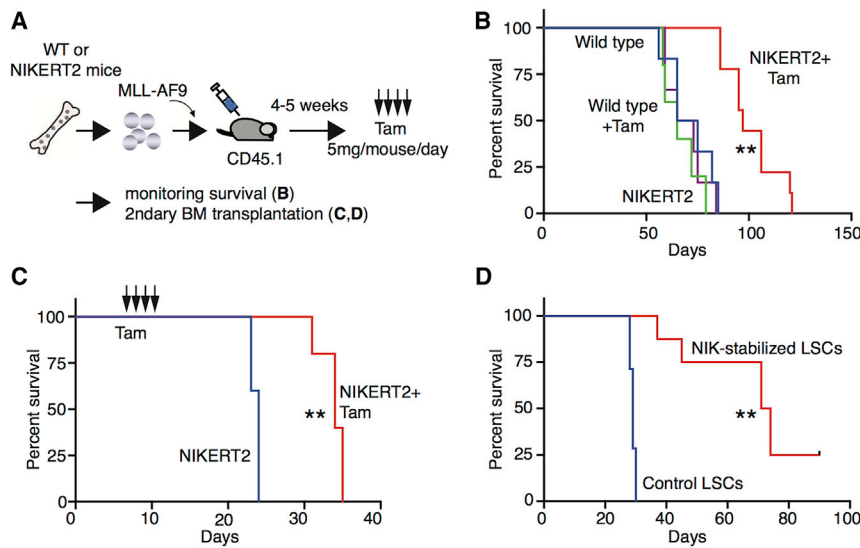 A
WT or
NIKERT2 mice
MLL-AF9
4-5 weeks
CD45.1
Tam
5mg/mouse/day
monitoring survival (B)
2ndary BM transplantation (C,D)
B
Percent survival
100
75
50
25
0
Wild type
NIKERT2+
Tam
Wild type
+Tam
**
NIKERT2
0 50 100 150
Days
C
Tam
Percent survival
100
75
50
25
0
NIKERT2+
Tam
**
NIKERT2
0 10 20 30 40
Days
D
Percent survival
100
75
50
25
0
NIK-stabilized LSCs
**
Control LSCs
0 20 40 60 80 100
Days